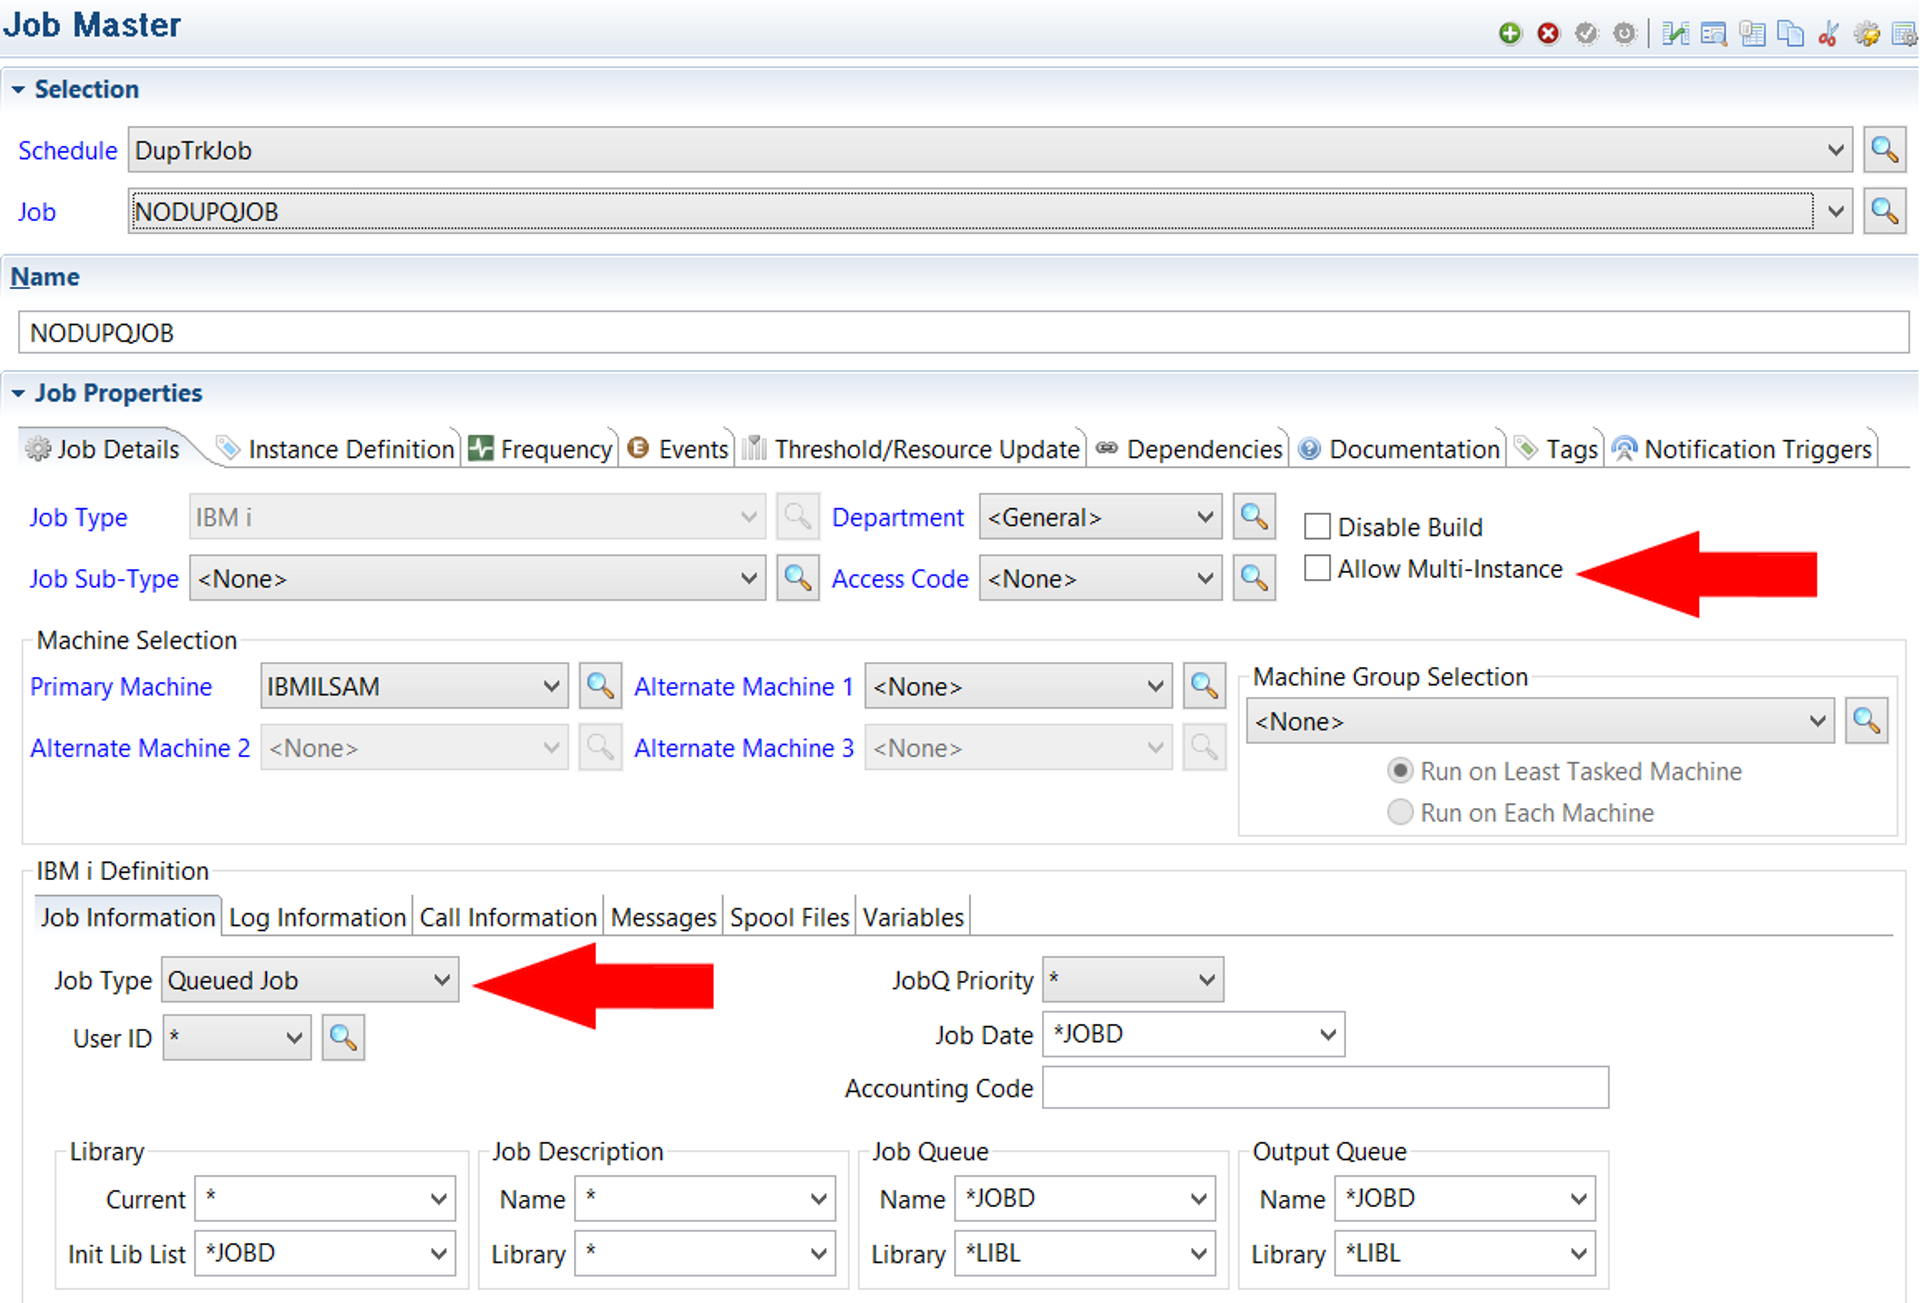 Job Master
Selection
Schedule DupTrkJob
Job NODUPQJOB
Name
NODUPQJOB
Job Properties
Job Details Instance Definition Frequency Events Threshold/Resource Update Dependencies Documentation Tags Notification Triggers
Job Type IBM i Department <General> Disable Build
Job Sub-Type <None> Access Code <None> Allow Multi-Instance
Machine Selection
Primary Machine IBMILSAM Alternate Machine 1 <None> Machine Group Selection
<None>
Alternate Machine 2 <None> Alternate Machine 3 <None>
Run on Least Tasked Machine
Run on Each Machine
IBM i Definition
Job Information Log Information Call Information Messages Spool Files Variables
Job Type Queued Job JobQ Priority *
User ID * Job Date *JOBD
Accounting Code
Library Job Description Job Queue Output Queue
Current * Name * Name *JOBD Name *JOBD
Init Lib List *JOBD Library * Library *LIBL Library *LIBL